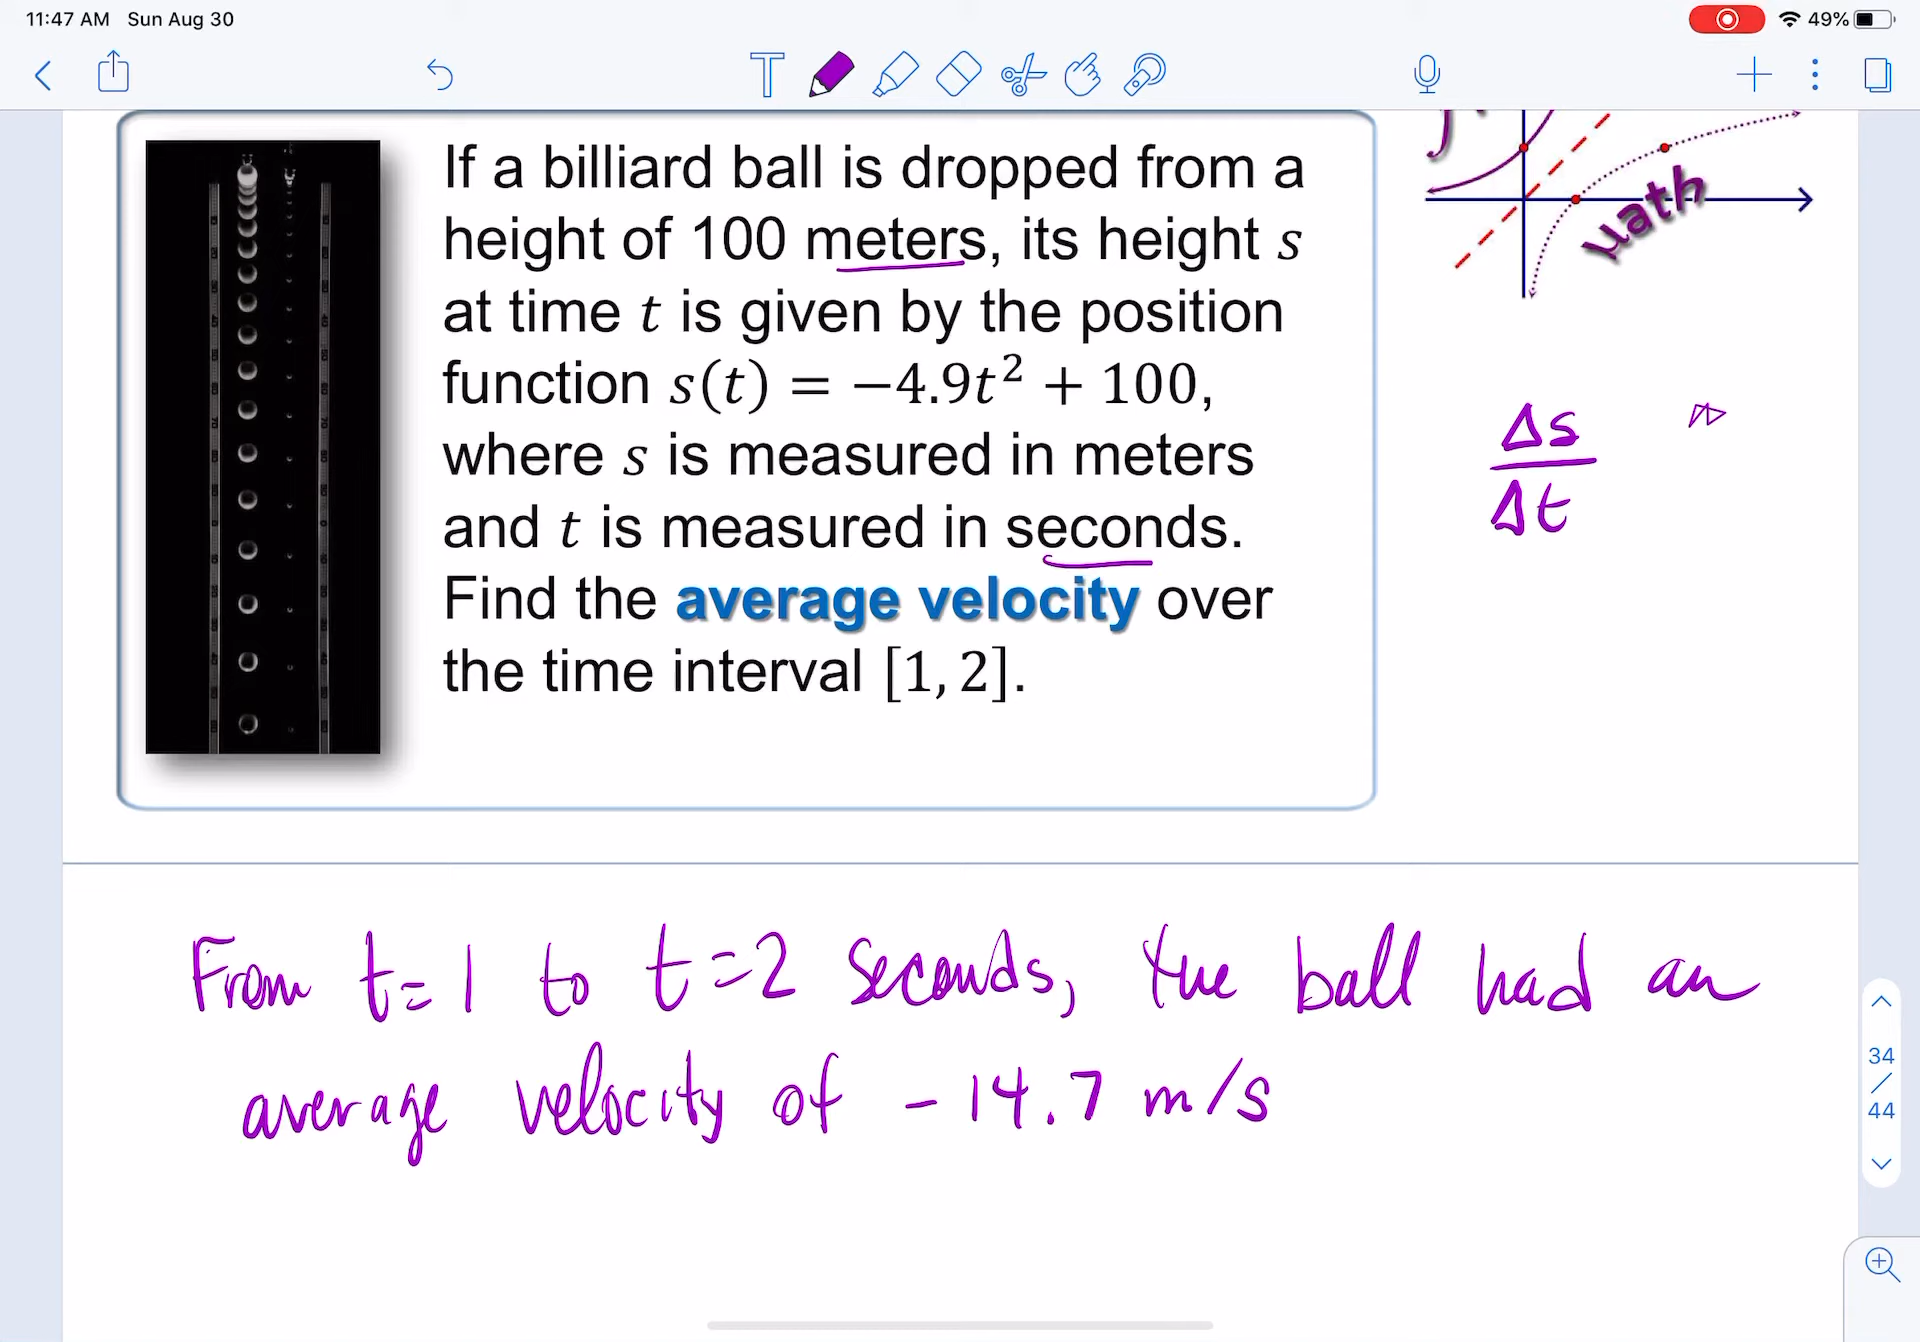 11:47 AM Sun Aug 30
49%
If a billiard ball is dropped from a
height of 100 meters, its height s
at time t is given by the position
function s(t) = −4.9t² + 100,
where s is measured in meters
and t is measured in seconds.
Find the average velocity over
the time interval [1, 2].
math
Δs
Δt
From t=1 to t=2 seconds, the ball had an
average velocity of -14.7 m/s
34
/
44